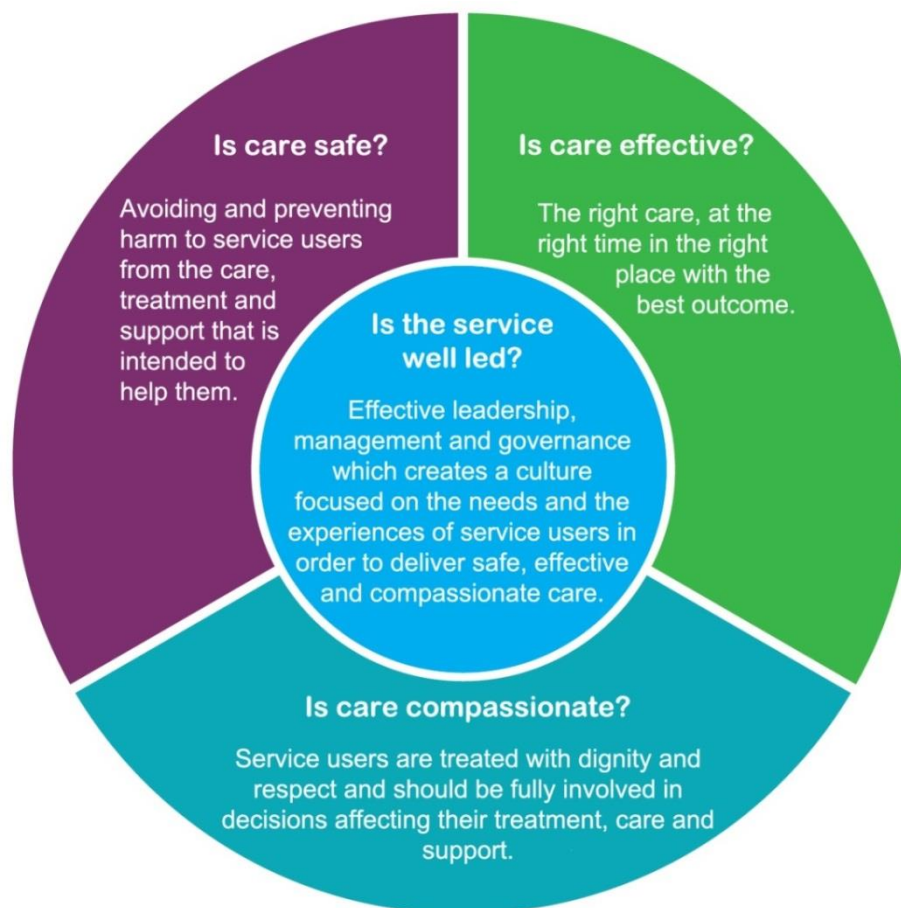 Is care safe?
Avoiding and preventing
harm to service users
from the care,
treatment and
support that is
intended to
help them.
Is care effective?
The right care, at the
right time in the right
place with the
best outcome.
Is the service
well led?
Effective leadership,
management and governance
which creates a culture
focused on the needs and the
experiences of service users in
order to deliver safe, effective
and compassionate care.
Is care compassionate?
Service users are treated with dignity and
respect and should be fully involved in
decisions affecting their treatment, care and
support.